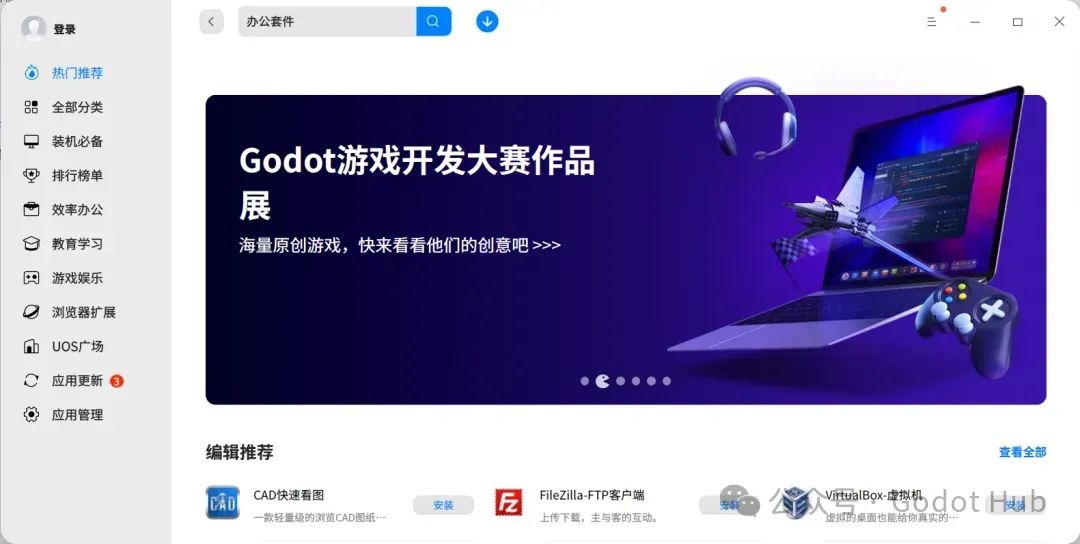 登录
办公套件
热门推荐
全部分类
装机必备
排行榜单
效率办公
教育学习
游戏娱乐
浏览器扩展
UOS广场
应用更新 3
应用管理
Godot游戏开发大赛作品
展
海量原创游戏，快来看看他们的创意吧 >>>
编辑推荐
查看全部
CAD
CAD快速看图
一款轻量级的浏览CAD图纸…
安装
Fz
FileZilla-FTP客户端
上传下载，主与客的互动。
安装
VirtualBox-虚拟机
虚拟的桌面也能给你真实的…
安装
公众号 · Godot Hub